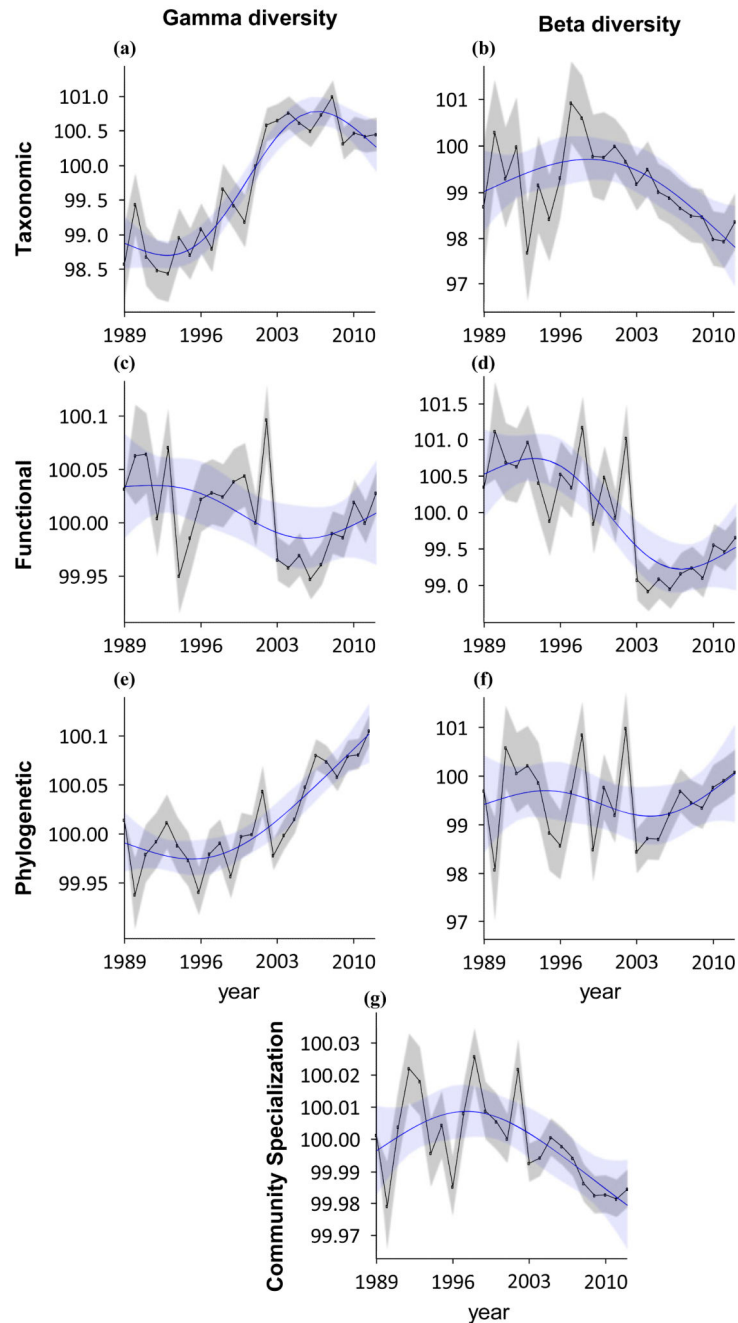 Gamma diversity
Beta diversity
(a)
(b)
Taxonomic
101.0
100.5
100.0
99. 0
98.5
1989 1996 2003 2010
101
100
99
98
97
1989 1996 2003 2010
(c)
(d)
Functional
100.1
100.05
100.00
99.95
1989 1996 2003 2010
101.5
101.0
100.5
100. 0
99. 5
99. 0
1989 1996 2003 2010
(e)
(f)
Phylogenetic
100.1
100.05
100.00
99.95
1989 1996 2003 2010
year
101
100
99
98
97
1989 1996 2003 2010
year
(g)
Community Specialization
100.03
100.02
100.01
100.00
99.99
99.98
99.97
1989 1996 2003 2010
year